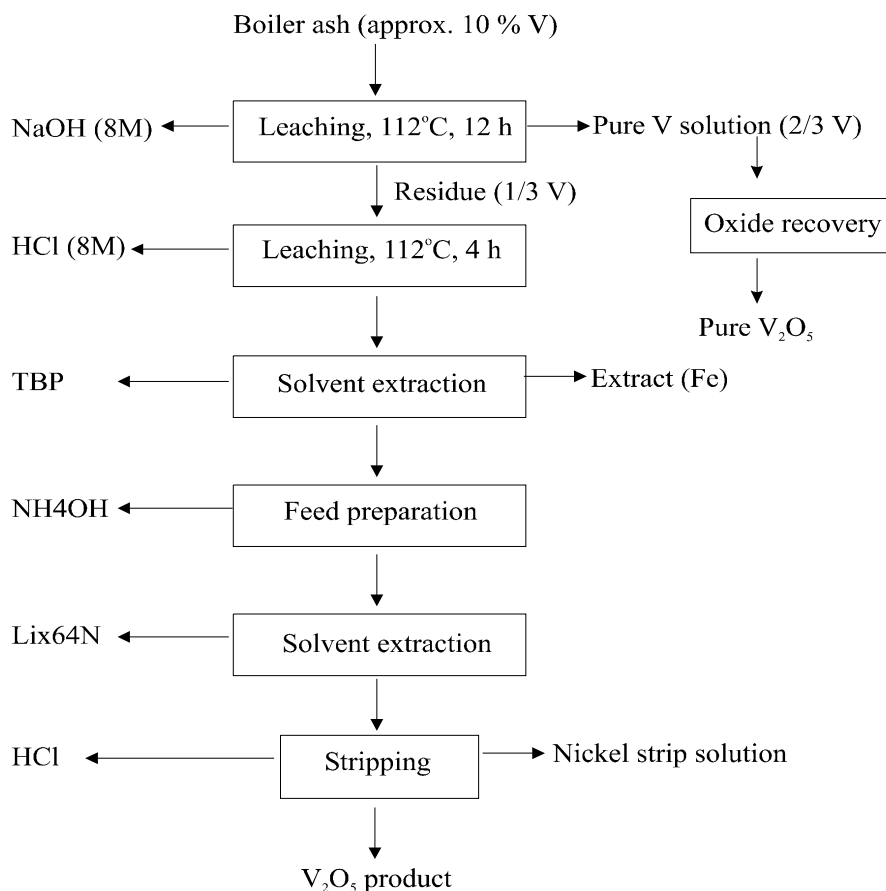 Boiler ash (approx. 10 % V)
NaOH (8M)
Leaching, 112°C, 12 h
Pure V solution (2/3 V)
Residue (1/3 V)
Oxide recovery
HCl (8M)
Leaching, 112°C, 4 h
Pure V₂O₅
TBP
Solvent extraction
Extract (Fe)
NH4OH
Feed preparation
Lix64N
Solvent extraction
HCl
Stripping
Nickel strip solution
V₂O₅ product